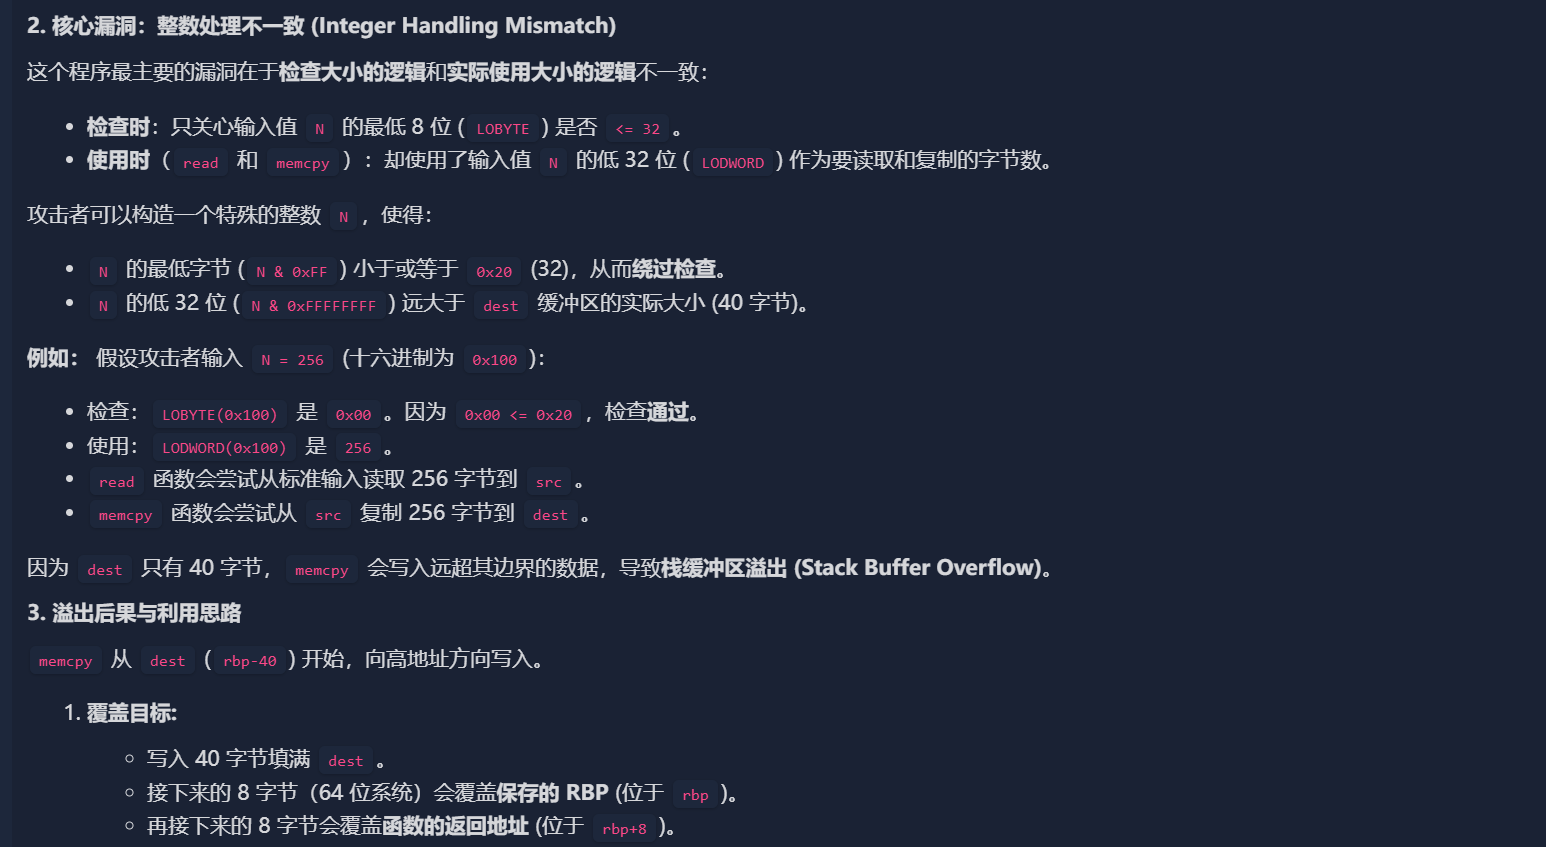 2. 核心漏洞：整数处理不一致 (Integer Handling Mismatch)
这个程序最主要的漏洞在于检查大小的逻辑和实际使用大小的逻辑不一致：
• 检查时：只关心输入值 N 的最低 8 位 ( LOBYTE ) 是否 <= 32 。
• 使用时（ read 和 memcpy ）：却使用了输入值 N 的低 32 位 ( LODWORD ) 作为要读取和复制的字节数。
攻击者可以构造一个特殊的整数 N ，使得：
• N 的最低字节 ( N & 0xFF ) 小于或等于 0x20 (32)，从而绕过检查。
• N 的低 32 位 ( N & 0xFFFFFFFF ) 远大于 dest 缓冲区的实际大小 (40 字节)。
例如： 假设攻击者输入 N = 256 (十六进制为 0x100 )：
• 检查： LOBYTE(0x100) 是 0x00 。因为 0x00 <= 0x20 ，检查通过。
• 使用： LODWORD(0x100) 是 256 。
• read 函数会尝试从标准输入读取 256 字节到 src 。
• memcpy 函数会尝试从 src 复制 256 字节到 dest 。
因为 dest 只有 40 字节， memcpy 会写入远超其边界的数据，导致栈缓冲区溢出 (Stack Buffer Overflow)。
3. 溢出后果与利用思路
memcpy 从 dest ( rbp-40 ) 开始，向高地址方向写入。
1. 覆盖目标:
◦ 写入 40 字节填满 dest 。
◦ 接下来的 8 字节（64 位系统）会覆盖保存的 RBP (位于 rbp )。
◦ 再接下来的 8 字节会覆盖函数的返回地址 (位于 rbp+8 )。